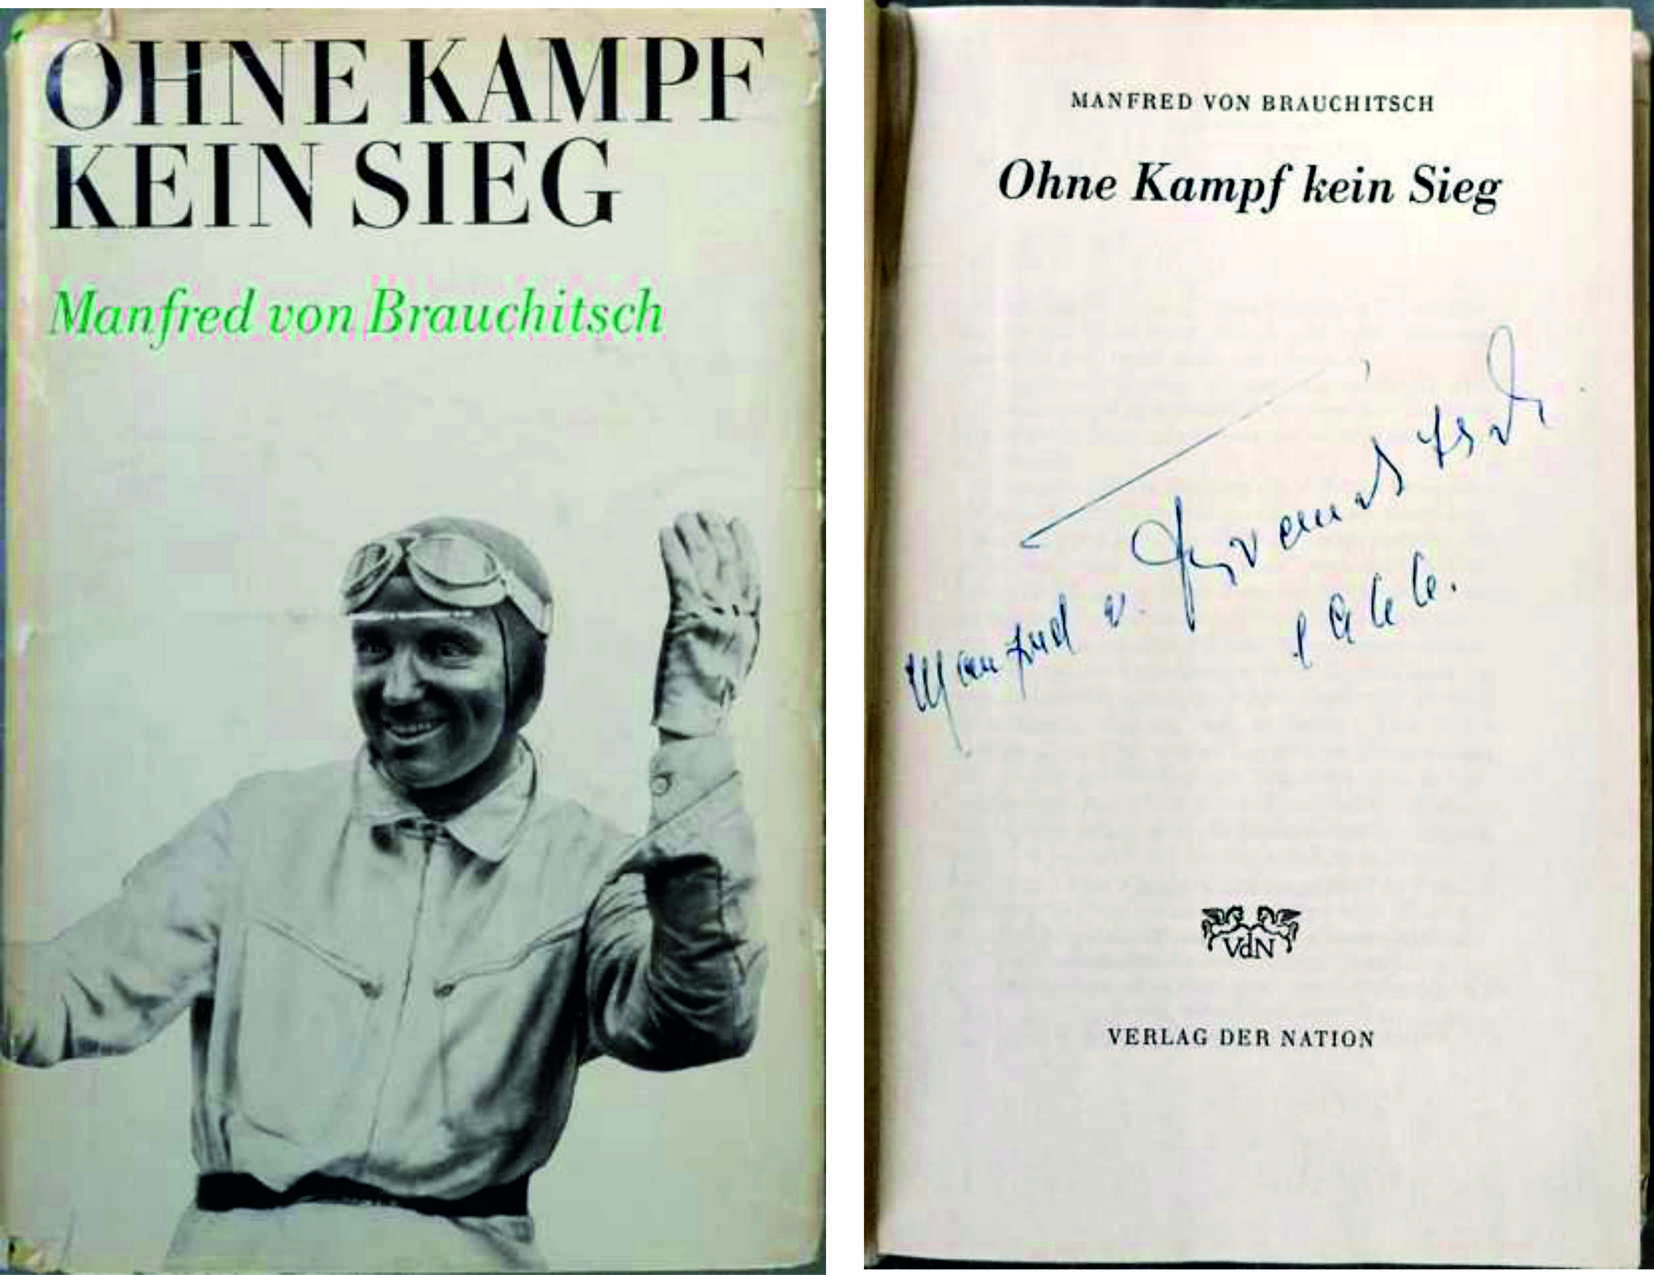 OHNE KAMPF
KEIN SIEG
Manfred von Brauchitsch
MANFRED VON BRAUCHITSCH
Ohne Kampf kein Sieg
Manfred v. Brauchitsch
1966.
VdN
VERLAG DER NATION